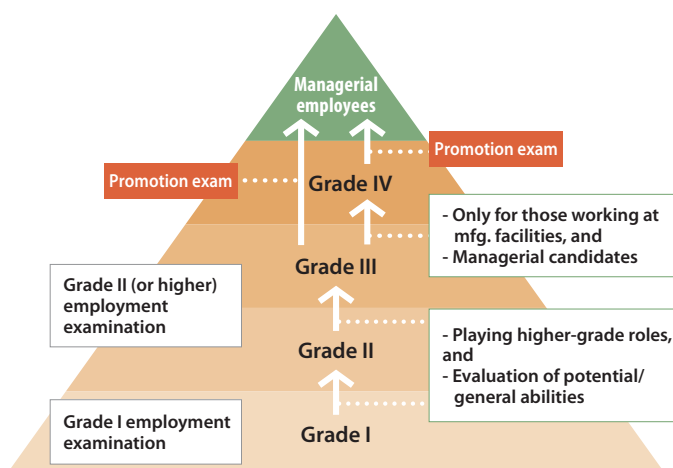 Managerial
employees
Promotion exam
Promotion exam
Grade IV
- Only for those working at
mfg. facilities, and
- Managerial candidates
Grade III
Grade II (or higher)
employment
examination
- Playing higher-grade roles,
and
- Evaluation of potential/
general abilities
Grade II
Grade I employment
examination
Grade I